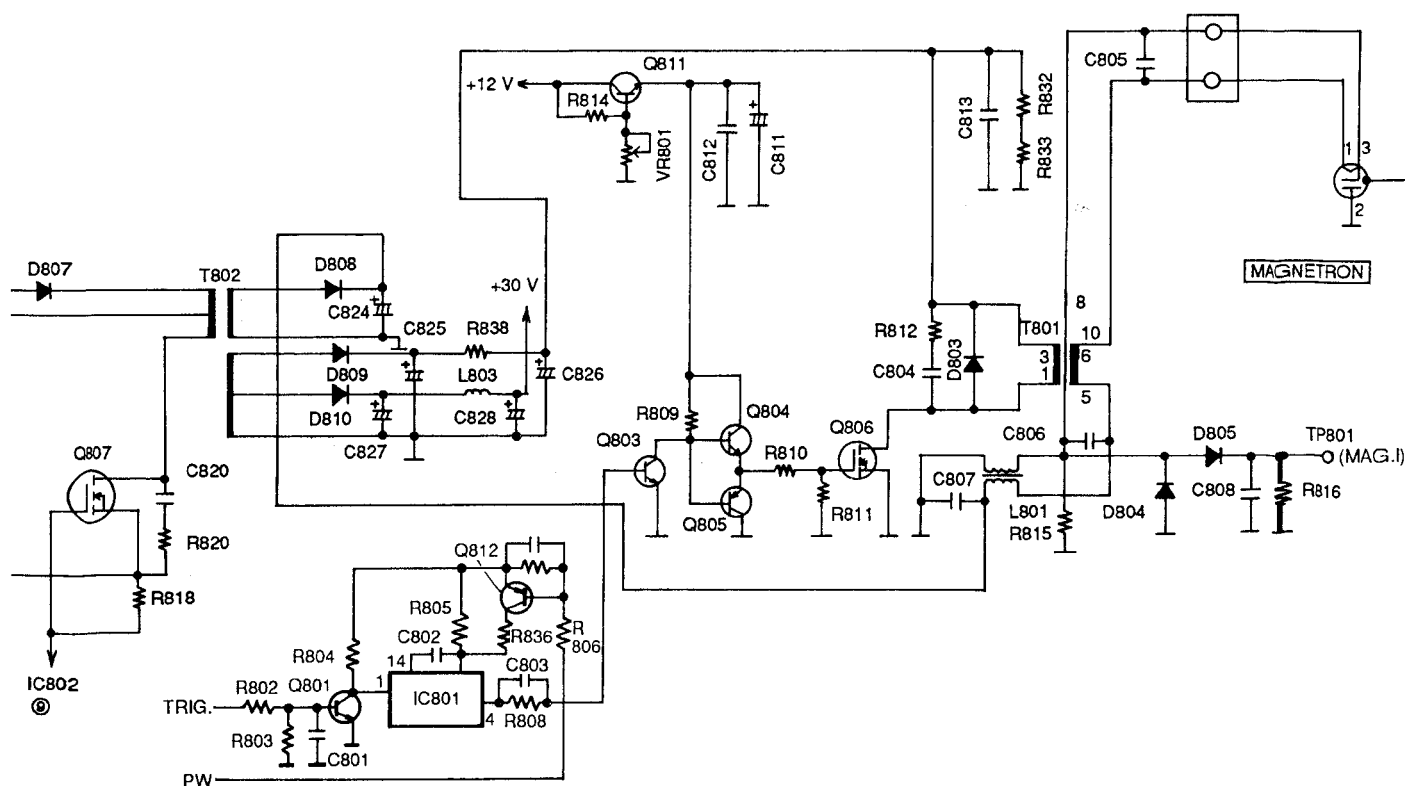 Q811
+12 V
R814
VR801
C812
C811
C813
R832
R833
C805
1 3
2
MAGNETRON
D807
T802
D808
C824
+30 V
C825
R838
D809
L803
C826
D810
C828
C827
R812
C804
D803
T801
8
10
3
6
1
5
R809
Q804
Q803
R810
Q806
Q805
R811
C806
C807
L801
R815
D804
D805
C808
TP801
(MAG.I)
R816
Q807
C820
R820
R818
IC802
9
Q812
R805
C802
R836
R
806
R804
14
1
IC801
4
C803
R808
TRIG.
R802
Q801
R803
C801
PW